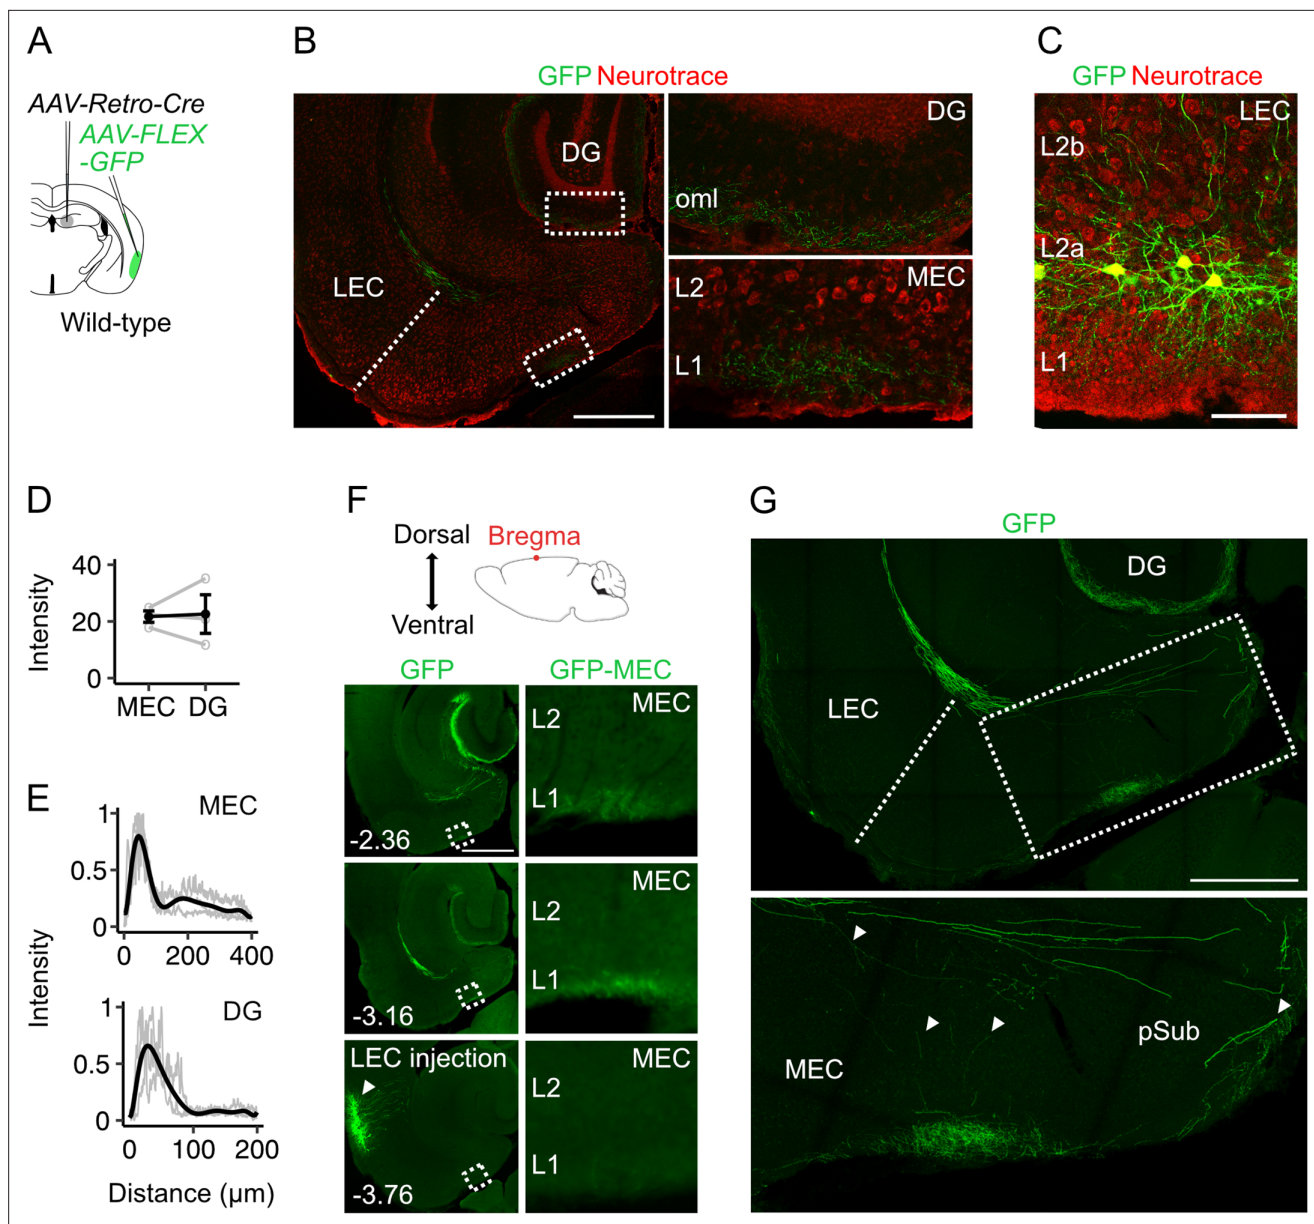 A
AAV-Retro-Cre
AAV-FLEX
-GFP
Wild-type
B
GFP Neurotrace
DG
LEC
DG
oml
MEC
L2
L1
C
GFP Neurotrace
LEC
L2b
L2a
L1
D
Intensity
40
20
0
MEC
DG
E
Intensity
MEC
1
0.5
0
0
200
400
DG
1
0.5
0
0
100
200
Distance (µm)
F
Dorsal
Bregma
Ventral
GFP
GFP-MEC
-2.36
MEC
L2
L1
-3.16
MEC
L2
L1
LEC injection
-3.76
MEC
L2
L1
G
GFP
DG
LEC
pSub
MEC